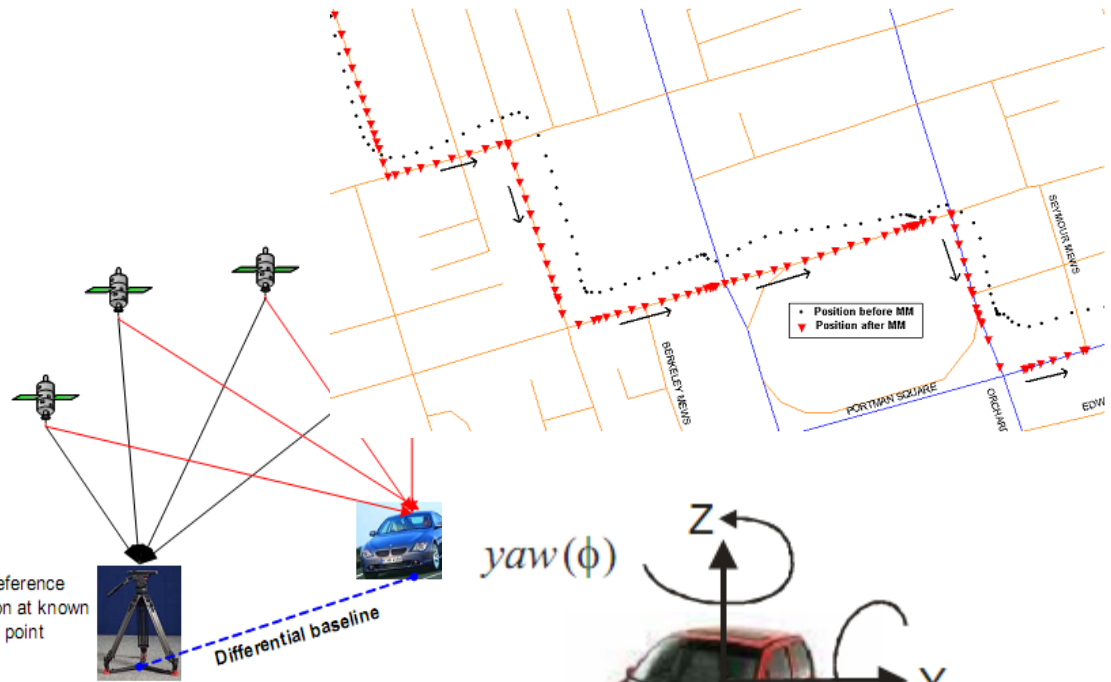 SEYMOUR MEWS
Position before MM
Position after MM
BERKELEY MEWS
PORTMAN SQUARE
ORCHARD
EDW
eference
on at known
point
Differential baseline
yaw(ϕ)
Z
Y